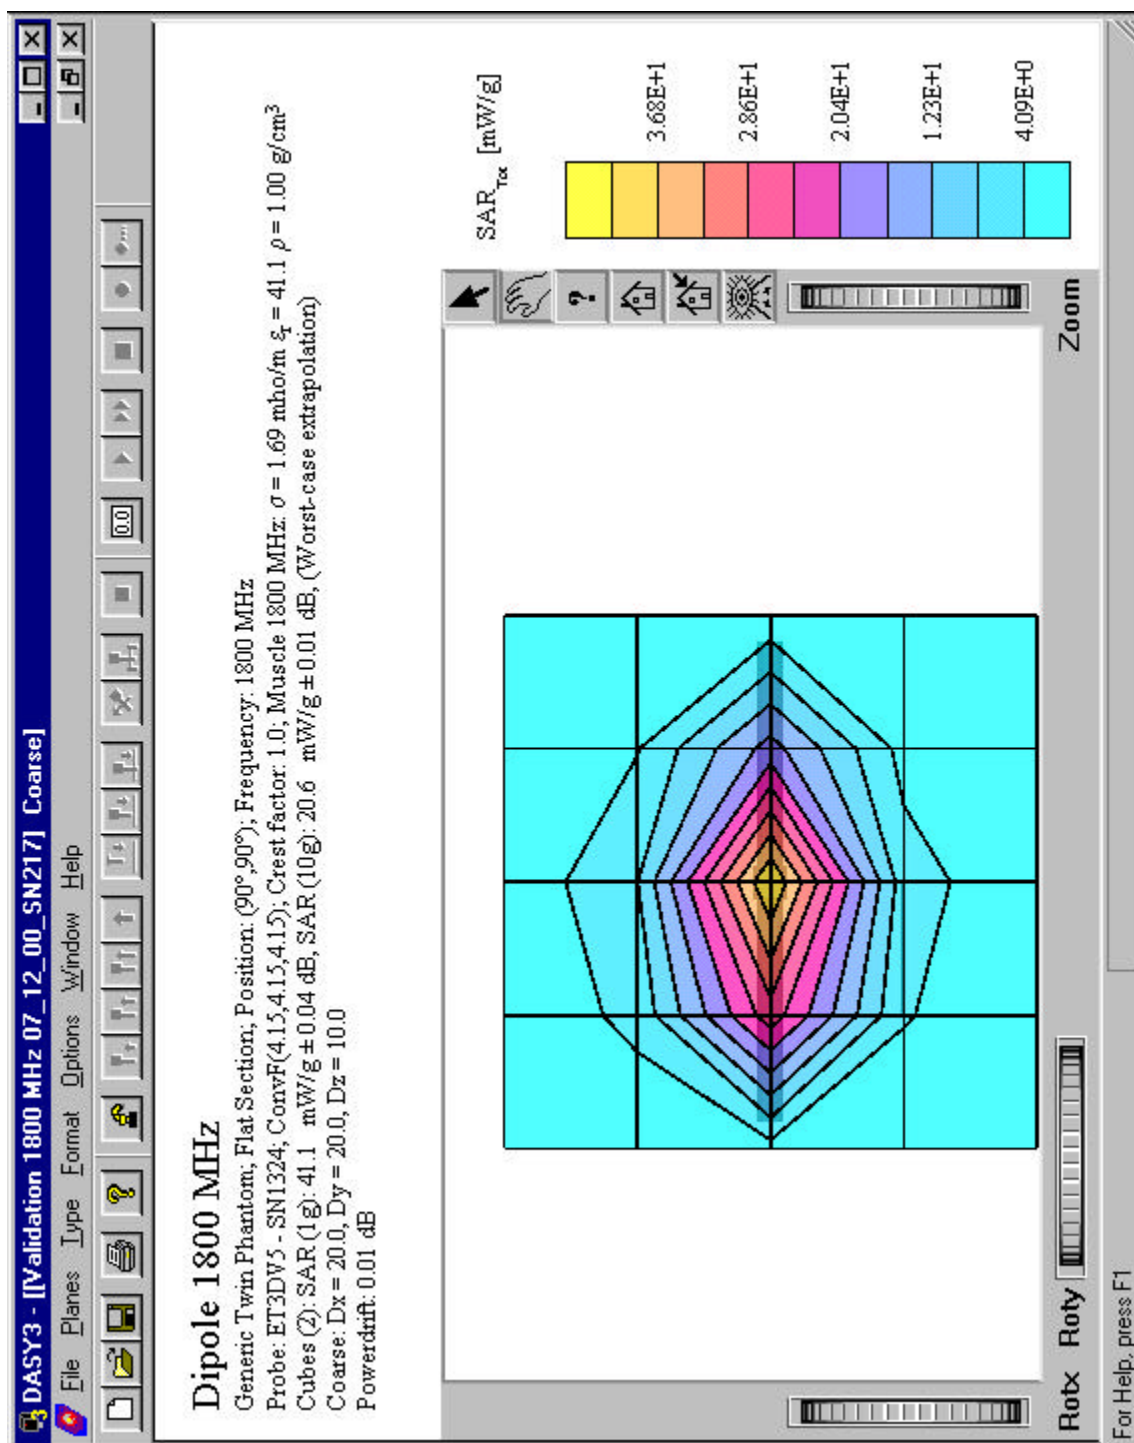 DASY3 - [[Validation 1800 MHz 07_12_00_SN217] Coarse]
File Planes Type Format Options Window Help
0.0
Dipole 1800 MHz
Generic Twin Phantom; Flat Section; Position: (90°,90°); Frequency: 1800 MHz
Probe: ET3DV5 - SN1324; ConvF(4.15,4.15,4.15); Crest factor: 1.0; Muscle 1800 MHz: σ = 1.69 mho/m εr = 41.1 ρ = 1.00 g/cm³
Cubes (2): SAR (1g): 41.1 mW/g ± 0.04 dB, SAR (10g): 20.6 mW/g ± 0.01 dB, (Worst-case extrapolation)
Coarse: Dx = 20.0, Dy = 20.0, Dz = 10.0
Powerdrift: 0.01 dB
SAR Tot [mW/g]
3.68E+1
2.86E+1
2.04E+1
1.23E+1
4.09E+0
Rotx Roty Zoom
For Help, press F1